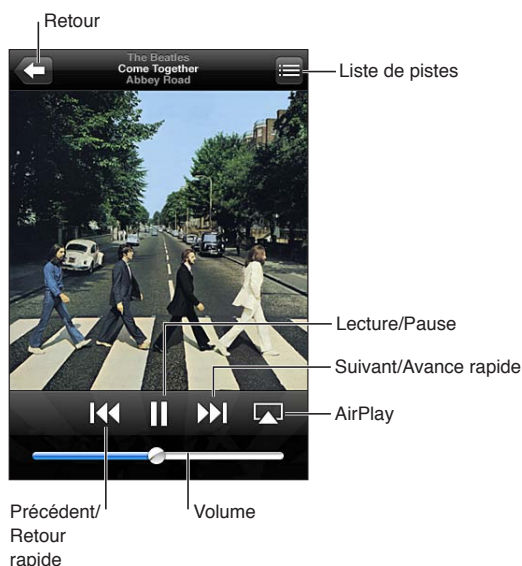 Retour
The Beatles
Come Together
Abbey Road
Liste de pistes
Lecture/Pause
Suivant/Avance rapide
AirPlay
Précédent/
Retour
rapide
Volume